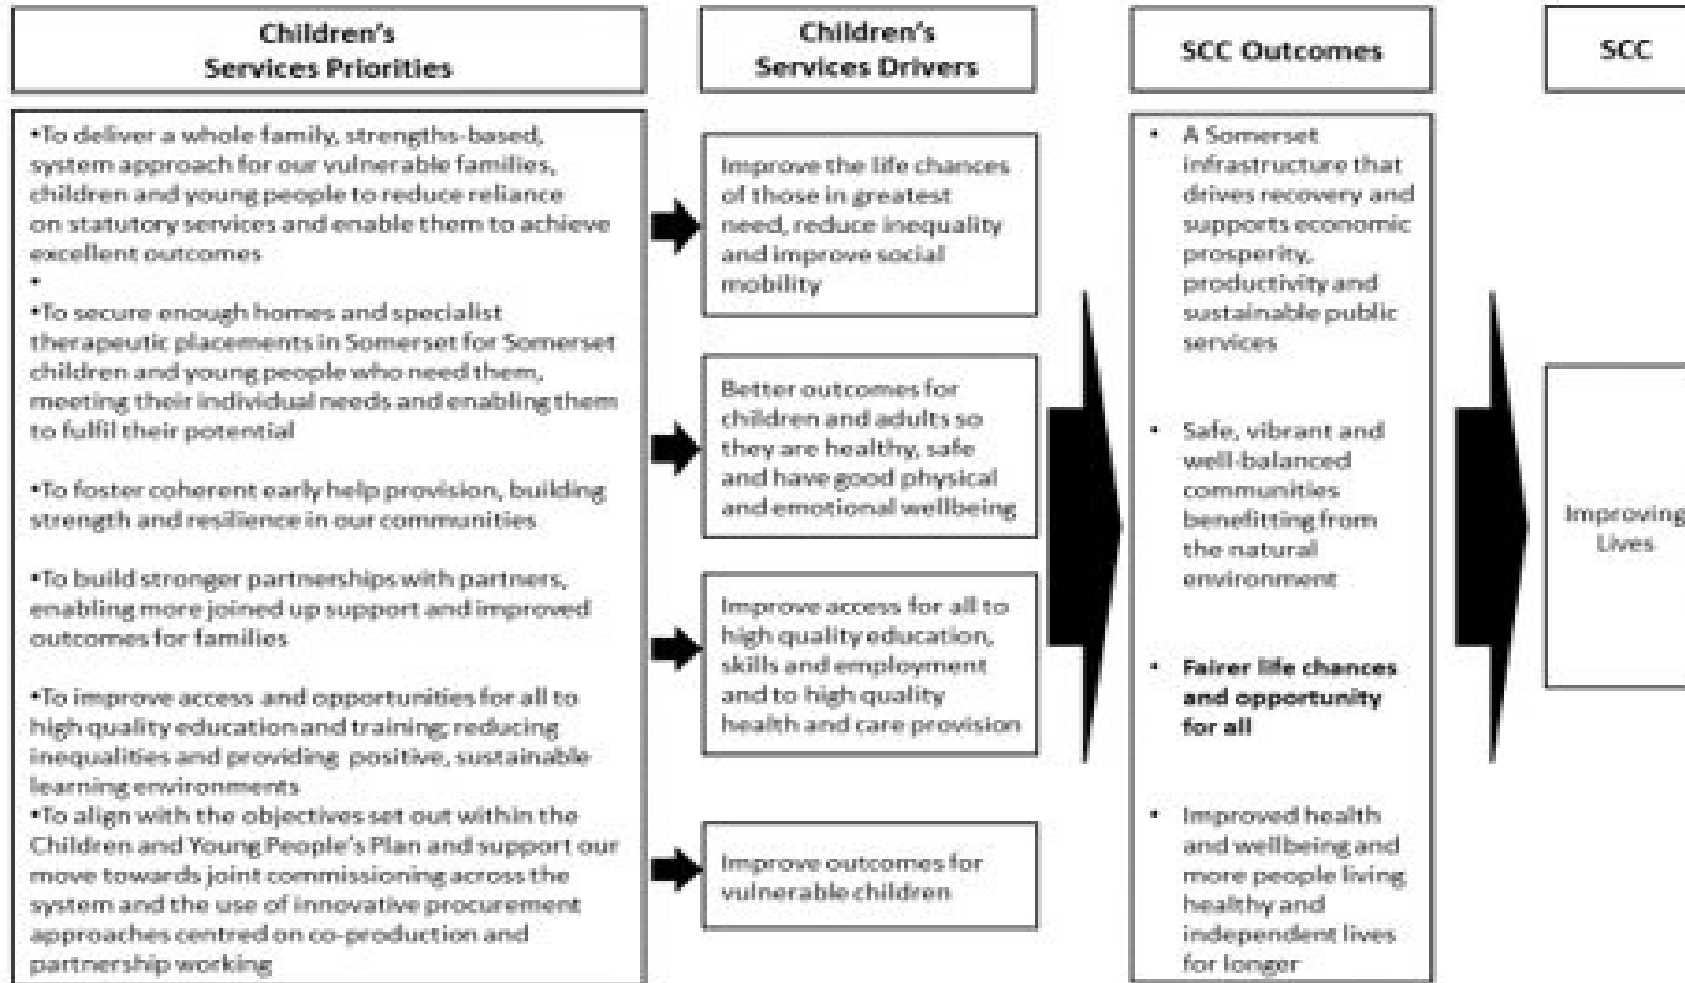 Children's
Services Priorities
•To deliver a whole family, strengths-based,
system approach for our vulnerable families,
children and young people to reduce reliance
on statutory services and enable them to achieve
excellent outcomes
•
•To secure enough homes and specialist
therapeutic placements in Somerset for Somerset
children and young people who need them,
meeting their individual needs and enabling them
to fulfil their potential
•To foster coherent early help provision, building
strength and resilience in our communities
•To build stronger partnerships with partners,
enabling more joined up support and improved
outcomes for families
•To improve access and opportunities for all to
high quality education and training; reducing
inequalities and providing positive, sustainable
learning environments
•To align with the objectives set out within the
Children and Young People's Plan and support our
move towards joint commissioning across the
system and the use of innovative procurement
approaches centred on co-production and
partnership working
Children's
Services Drivers
Improve the life chances
of those in greatest
need, reduce inequality
and improve social
mobility
Better outcomes for
children and adults so
they are healthy, safe
and have good physical
and emotional wellbeing
Improve access for all to
high quality education,
skills and employment
and to high quality
health and care provision
Improve outcomes for
vulnerable children
SCC Outcomes
• A Somerset
infrastructure that
drives recovery and
supports economic
prosperity,
productivity and
sustainable public
services
• Safe, vibrant and
well-balanced
communities
benefitting from
the natural
environment
• Fairer life chances
and opportunity
for all
• Improved health
and wellbeing and
more people living
healthy and
independent lives
for longer
SCC
Improving
Lives